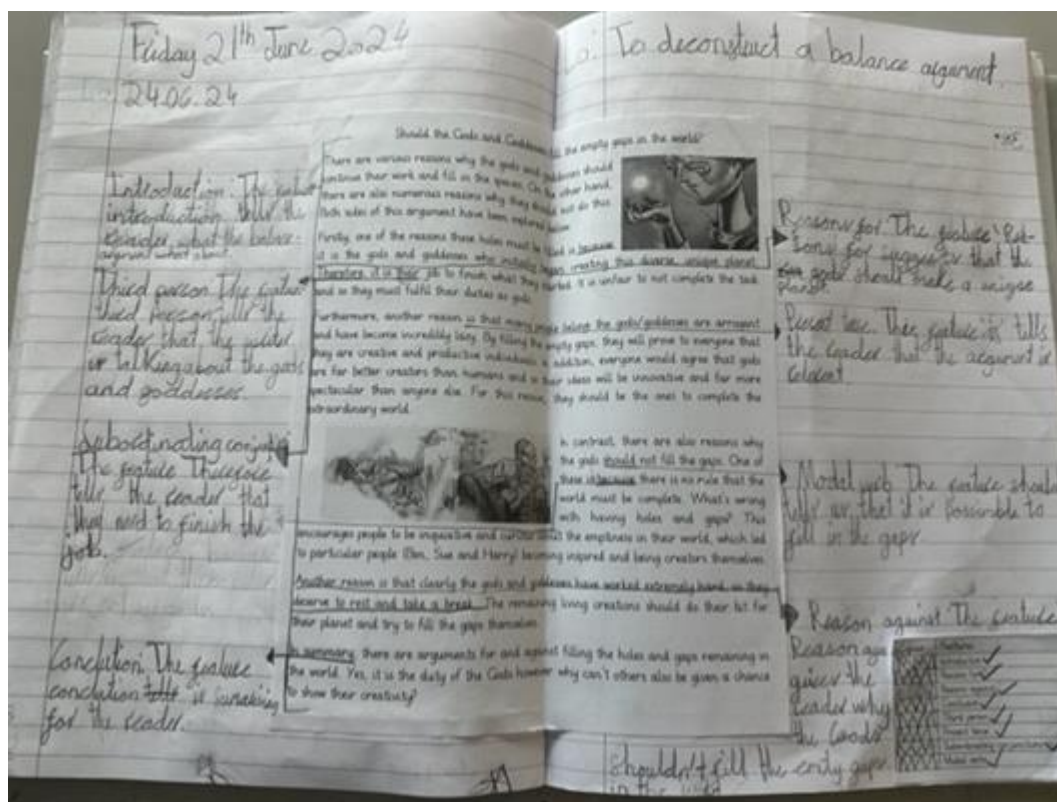 Friday 21th June 2024
24.06.24
To deconstruct a balance argument.
Should the Gods and Goddesses fill the empty gaps in the world?
There are various reasons why the gods and goddesses should
continue their work and fill in the spaces. On the other hand,
there are also numerous reasons why they should not do this.
Both sides of this argument have been explored below.
Firstly, one of the reasons these holes must be filled is because
it is the gods and goddesses who initially began creating this diverse, unique planet.
Therefore, it is their job to finish what they started. It is unfair to not complete the task
and so they must fulfil their duties as gods.
Furthermore, another reason is that many people believe the gods/goddesses are arrogant
and have become incredibly lazy. By filling the empty gaps, they will prove to everyone that
they are creative and productive individuals. In addition, everyone would agree that gods
are far better creators than humans and so their ideas will be innovative and far more
spectacular than anyone else. For this reason, they should be the ones to complete the
extraordinary world.
In contrast, there are also reasons why
the gods should not fill the gaps. One of
these is because there is no rule that the
world must be complete. What's wrong
with having holes and gaps? This
encourages people to be inquisitive and curious about the emptiness in their world, which led
to particular people (Sue and Harry) becoming inspired and being creators themselves.
Another reason is that clearly the gods and goddesses have worked extremely hard, so they
deserve to rest and take a break. The remaining living creations should do their bit for
their planet and try to fill the gaps themselves.
In summary, there are arguments for and against filling the holes and gaps remaining in
the world. Yes, it is the duty of the Gods however why can't others also be given a chance
to show their creativity?
Introduction. The
introduction tells the
reader, what the balance
argument about.
Third person The
third person tells the
reader that the writer
is talking about the gods
and goddesses.
The feature Therefore
tells the reader that
they need to finish the
job.
Conclution The feature
conclution is
for the reader.
Reasons for The feature
for that the
gods should make a unique
planet.
tells
the reader that the argument is
Modal verb The feature should
tells us that it is possible to
fill in the gaps
Reason against The feature
Reason
gives the
reader why
the Goods
Shouldn't fill the gaps
in the